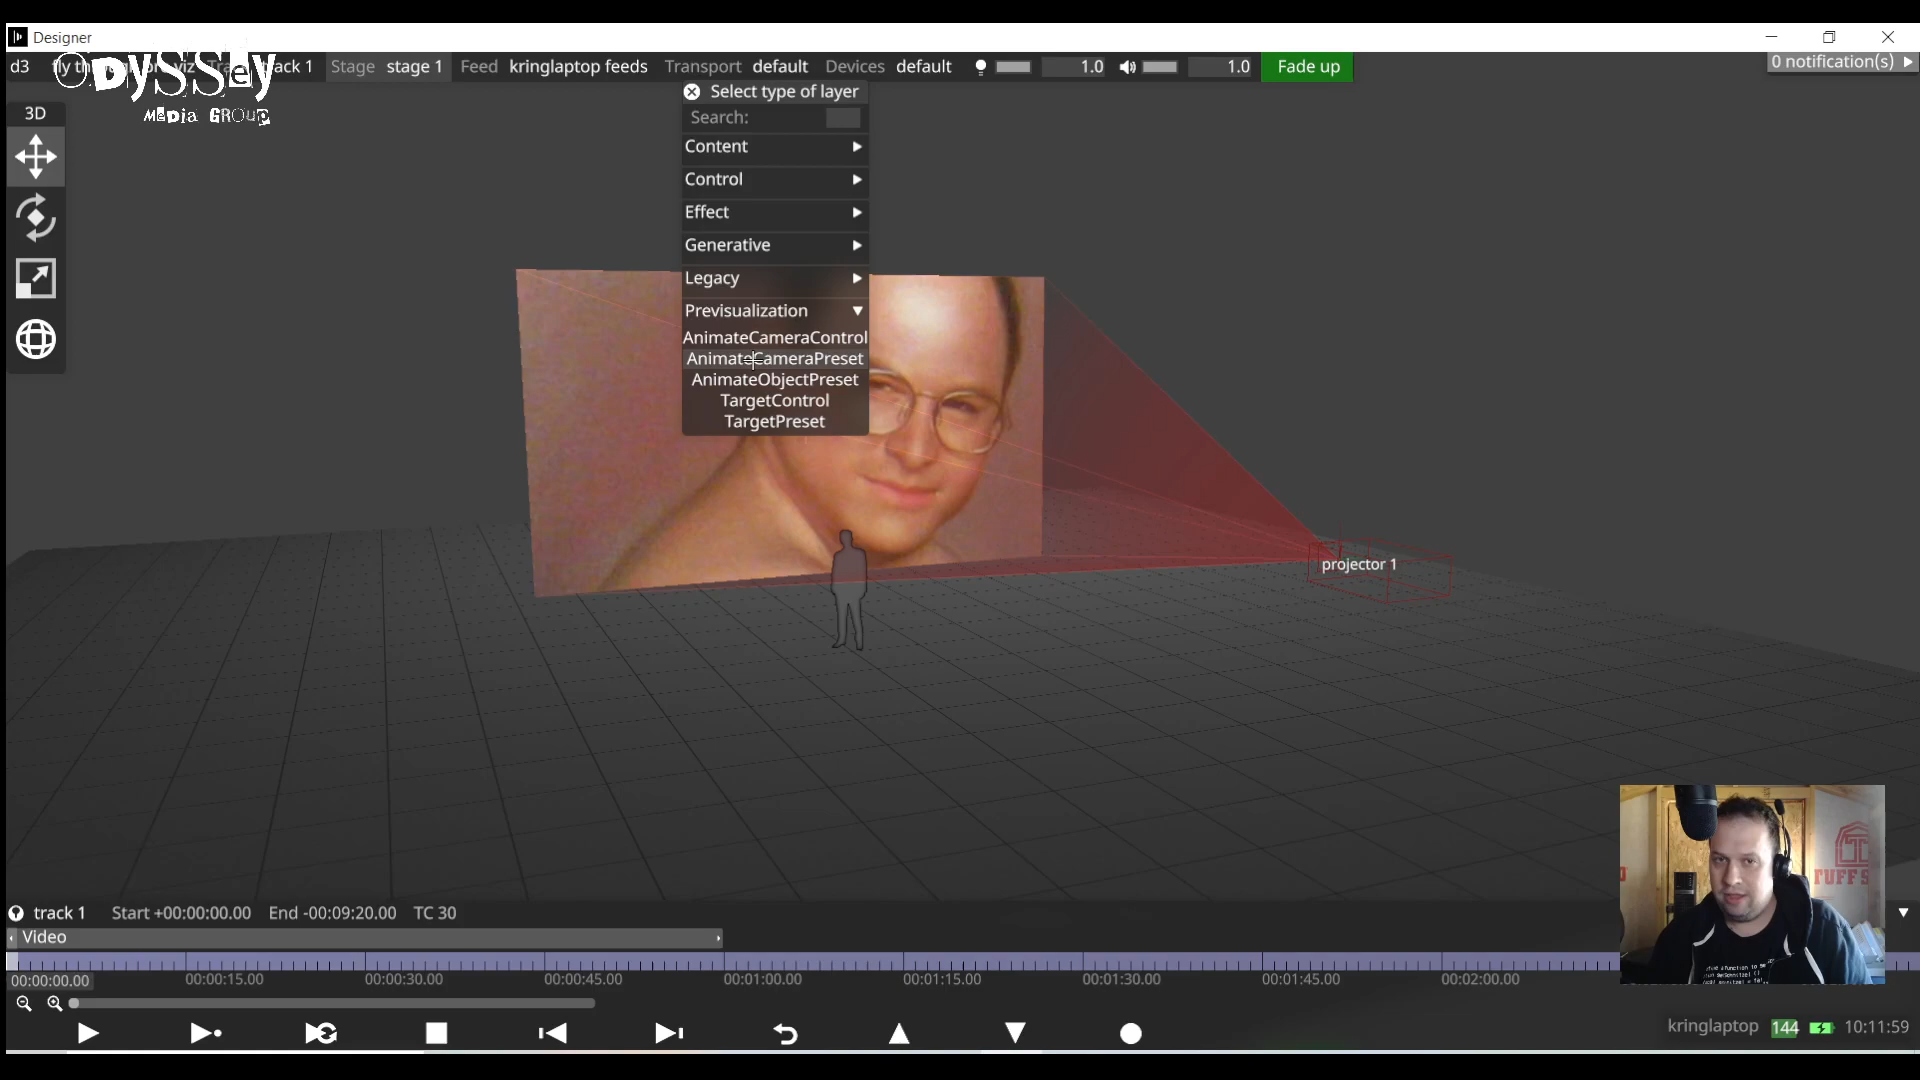 Designer
d3
track 1
Stage stage 1
Feed kringlaptop feeds
Transport default
Devices default
1.0
1.0
Fade up
0 notification(s)
ODYSSEY
MEDIA GROUP
3D
Select type of layer
Search:
Content
Control
Effect
Generative
Legacy
Previsualization
AnimateCameraControl
AnimateCameraPreset
AnimateObjectPreset
TargetControl
TargetPreset
projector 1
track 1 Start +00:00:00.00 End -00:09:20.00 TC 30
Video
00:00:00.00 00:00:15.00 00:00:30.00 00:00:45.00 00:01:00.00 00:01:15.00 00:01:30.00 00:01:45.00 00:02:00.00
kringlaptop 144 10:11:59